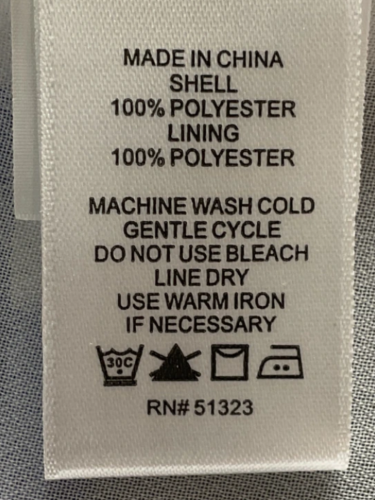 MADE IN CHINA
SHELL
100% POLYESTER
LINING
100% POLYESTER
MACHINE WASH COLD
GENTLE CYCLE
DO NOT USE BLEACH
LINE DRY
USE WARM IRON
IF NECESSARY
30C
RN# 51323